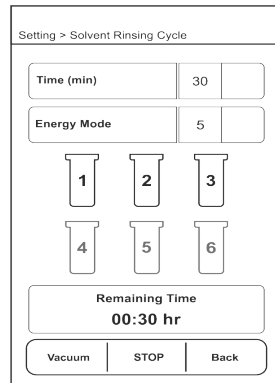 Setting > Solvent Rinsing Cycle
Time (min) 30
Energy Mode 5
1 2 3
4 5 6
Remaining Time
00:30 hr
Vacuum STOP Back